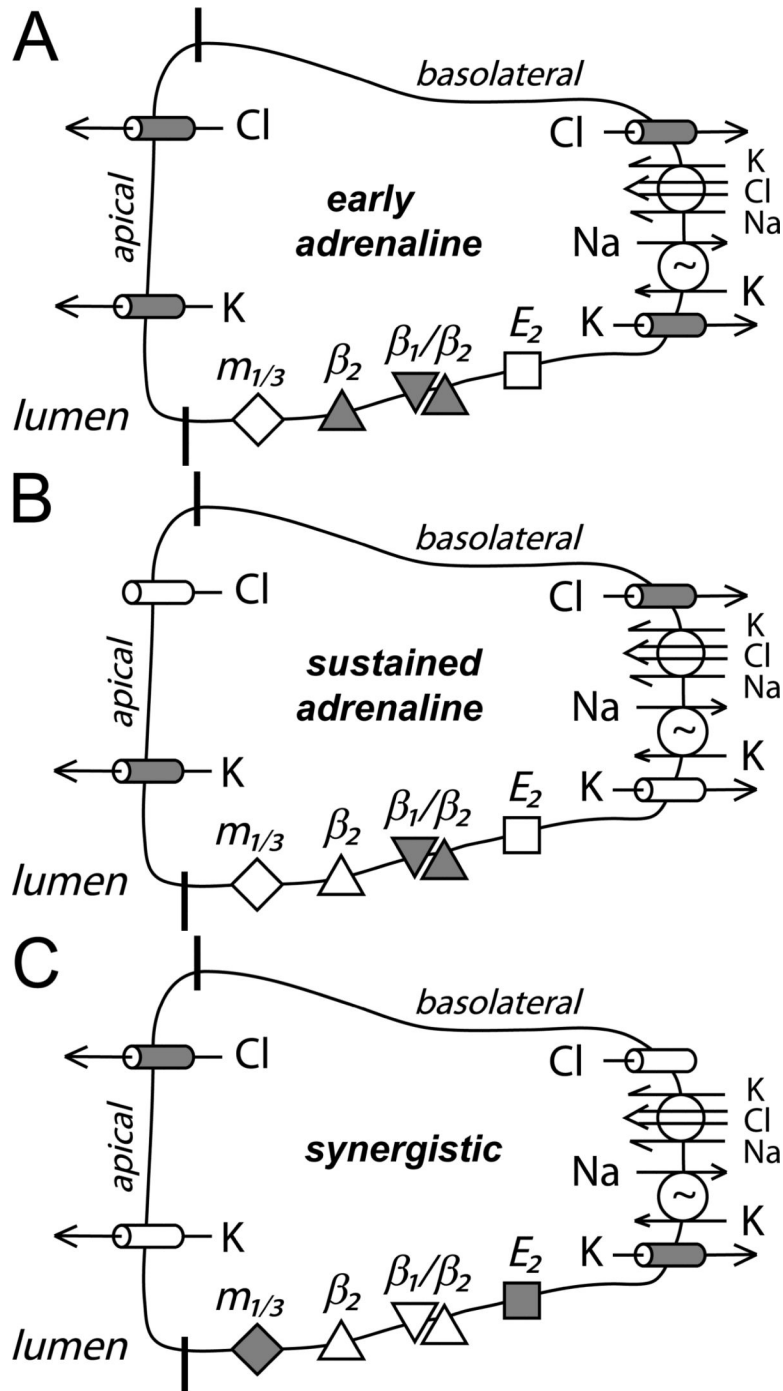 A
basolateral
Cl
Cl
K
Cl
Na
apical
early
adrenaline
Na
~
K
K
K
E₂
β₁/β₂
β₂
m₁/₃
lumen
B
basolateral
Cl
Cl
K
Cl
Na
apical
sustained
adrenaline
Na
~
K
K
K
E₂
β₁/β₂
β₂
m₁/₃
lumen
C
basolateral
Cl
Cl
K
Cl
Na
apical
synergistic
Na
~
K
K
K
E₂
β₁/β₂
β₂
m₁/₃
lumen